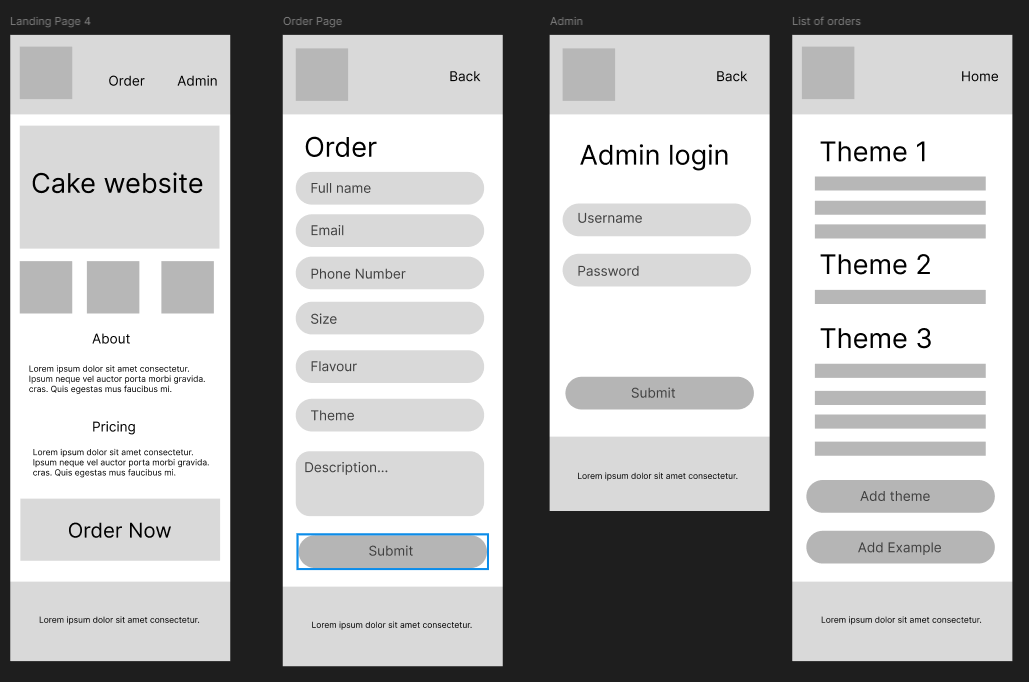 Landing Page 4
Order
Admin
Cake website
About
Lorem ipsum dolor sit amet consectetur.
Ipsum neque vel auctor porta morbi gravida.
cras. Quis egestas mus faucibus mi.
Pricing
Lorem ipsum dolor sit amet consectetur.
Ipsum neque vel auctor porta morbi gravida.
cras. Quis egestas mus faucibus mi.
Order Now
Lorem ipsum dolor sit amet consectetur.
Order Page
Back
Order
Full name
Email
Phone Number
Size
Flavour
Theme
Description...
Submit
Lorem ipsum dolor sit amet consectetur.
Admin
Back
Admin login
Username
Password
Submit
Lorem ipsum dolor sit amet consectetur.
List of orders
Home
Theme 1
Theme 2
Theme 3
Add theme
Add Example
Lorem ipsum dolor sit amet consectetur.